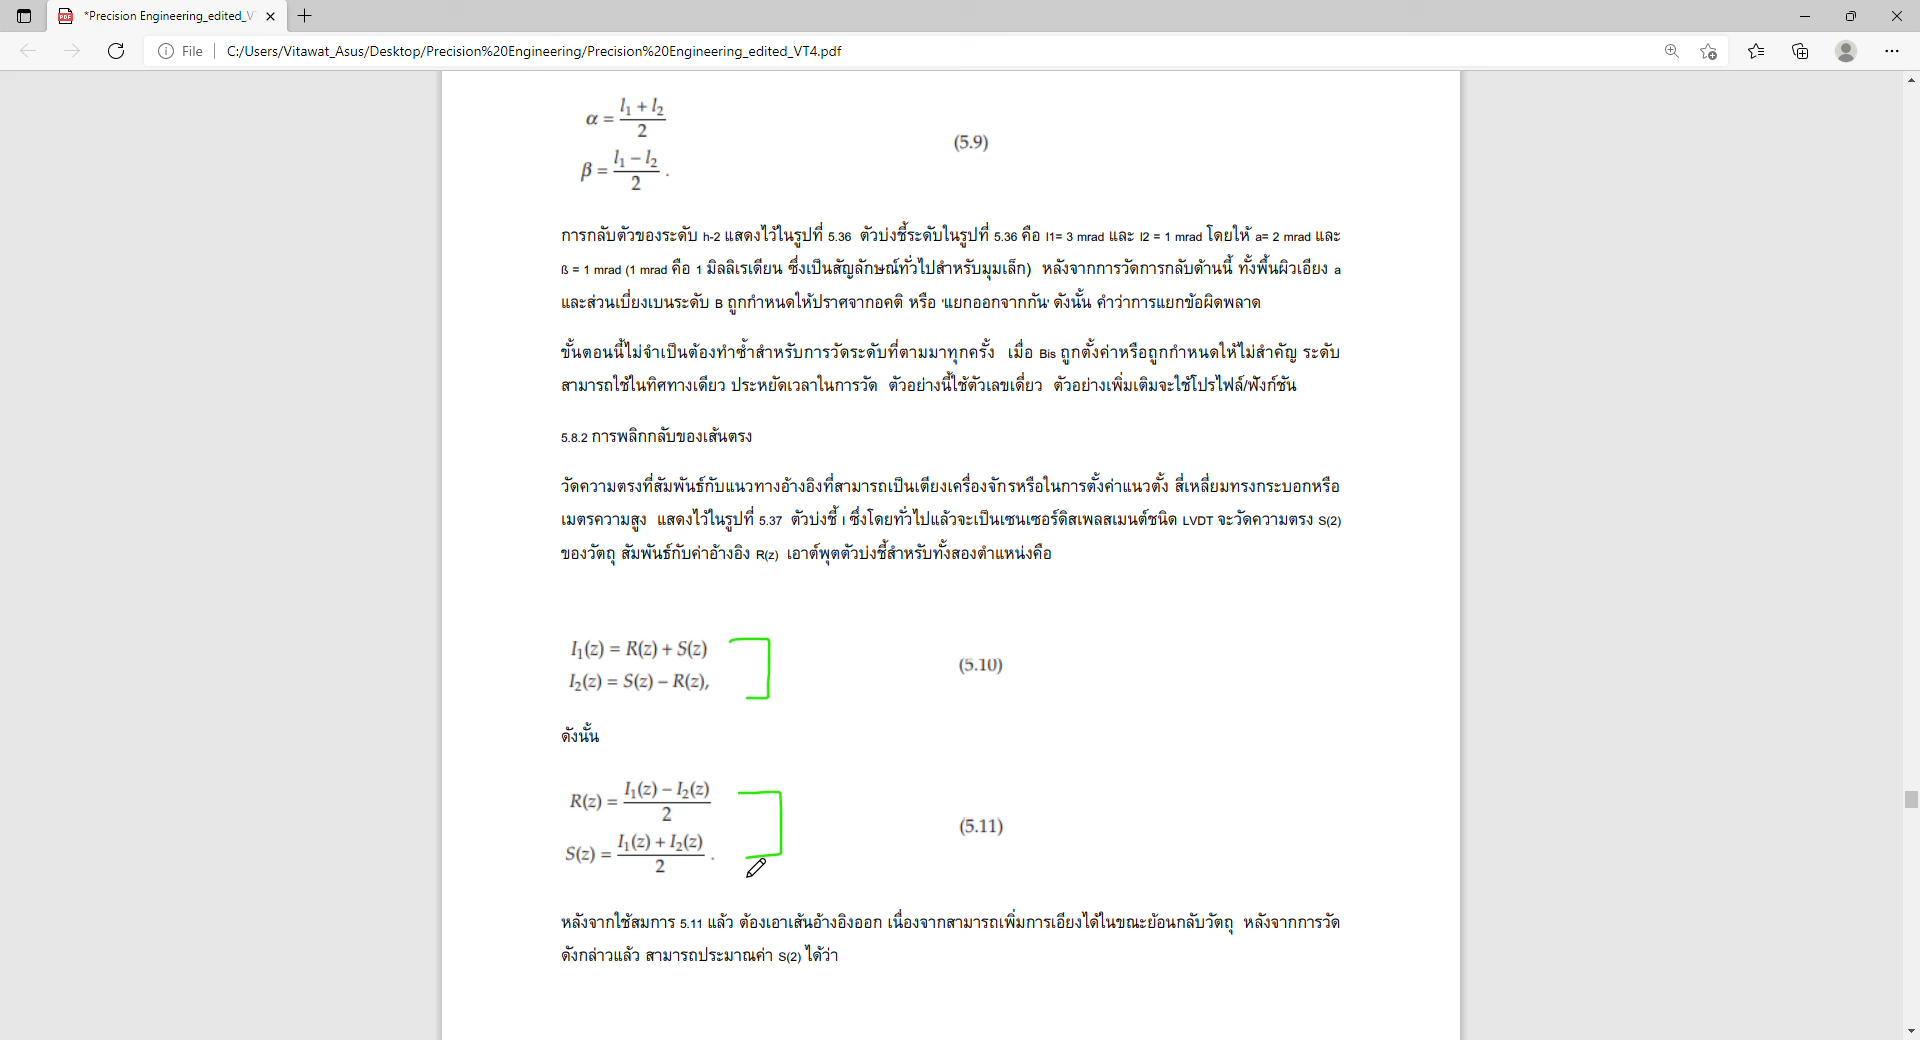 *Precision Engineering_edited_V
File
C:/Users/Vitawat_Asus/Desktop/Precision%20Engineering/Precision%20Engineering_edited_VT4.pdf
α = (l₁ + l₂)/2
(5.9)
β = (l₁ − l₂)/2 .
การกลับตัวของระดับ h-2 แสดงไว้ในรูปที่ 5.36 ตัวบ่งชี้ระดับในรูปที่ 5.36 คือ l1= 3 mrad และ l2 = 1 mrad โดยให้ a= 2 mrad และ
ß = 1 mrad (1 mrad คือ 1 มิลลิเรเดียน ซึ่งเป็นสัญลักษณ์ทั่วไปสำหรับมุมเล็ก) หลังจากการวัดการกลับด้านนี้ ทั้งพื้นผิวเอียง a
และส่วนเบี่ยงเบนระดับ B ถูกกำหนดให้ปราศจากอคติ หรือ 'แยกออกจากกัน' ดังนั้น คำว่าการแยกข้อผิดพลาด
ขั้นตอนนี้ไม่จำเป็นต้องทำซ้ำสำหรับการวัดระดับที่ตามมาทุกครั้ง เมื่อ Bis ถูกตั้งค่าหรือถูกกำหนดให้ไม่สำคัญ ระดับ
สามารถใช้ในทิศทางเดียว ประหยัดเวลาในการวัด ตัวอย่างนี้ใช้ตัวเลขเดี่ยว ตัวอย่างเพิ่มเติมจะใช้โปรไฟล์/ฟังก์ชัน
5.8.2 การพลิกกลับของเส้นตรง
วัดความตรงที่สัมพันธ์กับแนวทางอ้างอิงที่สามารถเป็นเตียงเครื่องจักรหรือในการตั้งค่าแนวตั้ง สี่เหลี่ยมทรงกระบอกหรือ
เมตรความสูง แสดงไว้ในรูปที่ 5.37 ตัวบ่งชี้ I ซึ่งโดยทั่วไปแล้วจะเป็นเซนเซอร์ดิสเพลสเมนต์ชนิด LVDT จะวัดความตรง S(2)
ของวัตถุ สัมพันธ์กับค่าอ้างอิง R(z) เอาต์พุตตัวบ่งชี้สำหรับทั้งสองตำแหน่งคือ
I₁(z) = R(z) + S(z)
(5.10)
I₂(z) = S(z) − R(z),
ดังนั้น
R(z) = (I₁(z) − I₂(z))/2
(5.11)
S(z) = (I₁(z) + I₂(z))/2 .
หลังจากใช้สมการ 5.11 แล้ว ต้องเอาเส้นอ้างอิงออก เนื่องจากสามารถเพิ่มการเอียงได้ในขณะย้อนกลับวัตถุ หลังจากการวัด
ดังกล่าวแล้ว สามารถประมาณค่า S(2) ได้ว่า